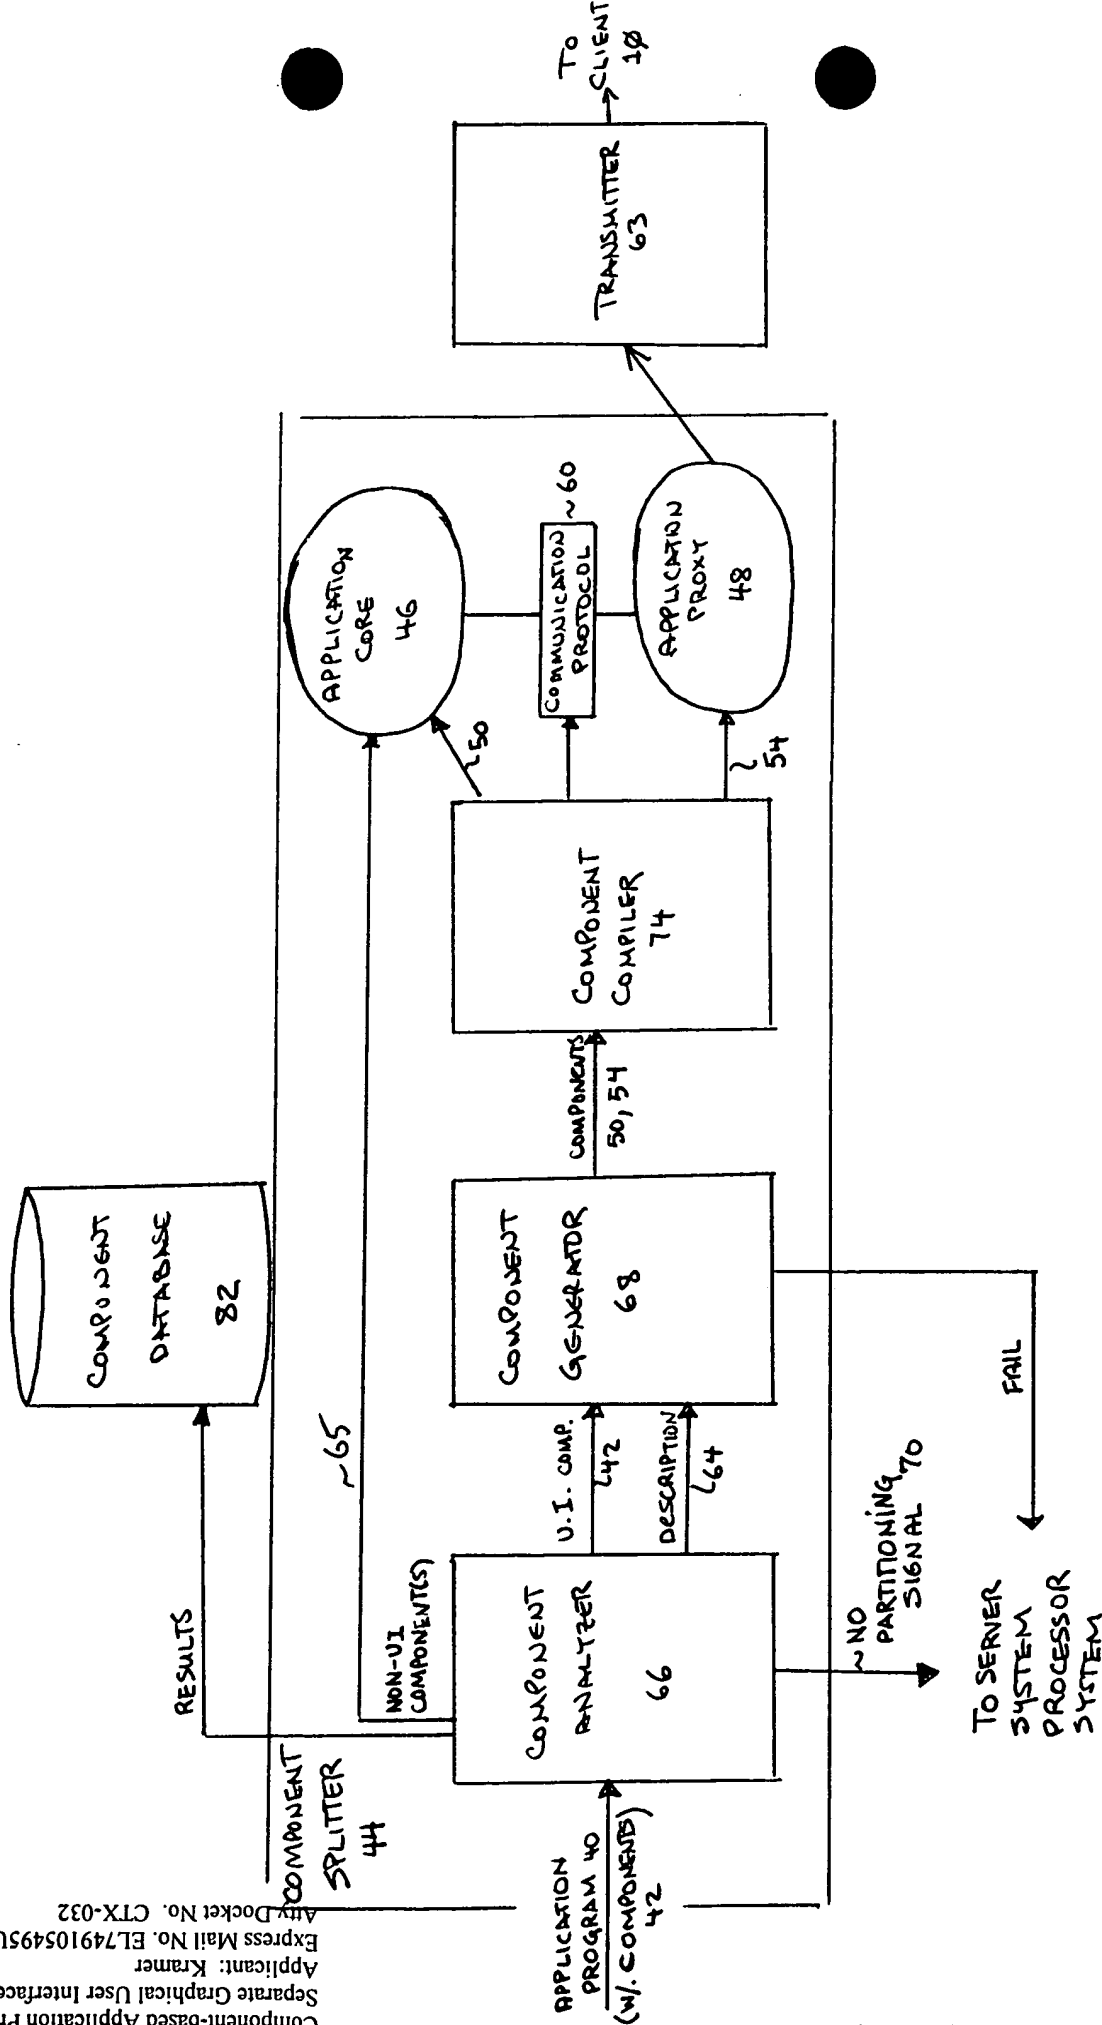 Component-based Application Pr
Separate Graphical User Interface
Applicant: Kramer
Express Mail No. EL749105495U
Atty Docket No. CTX-032
COMPONENT
SPLITTER
44
APPLICATION
PROGRAM 40
(W/. COMPONENTS)
42
RESULTS
COMPONENT
DATABASE
82
NON-UI
COMPONENT(S)
~65
COMPONENT
ANALYZER
66
U.I. COMP.
42
DESCRIPTION
64
~NO
PARTITIONING
SIGNAL 70
TO SERVER
SYSTEM
PROCESSOR
SYSTEM
FAIL
COMPONENT
GENERATOR
68
COMPONENTS
50, 54
COMPONENT
COMPILER
74
~50
~
54
APPLICATION
CORE
46
COMMUNICATION
PROTOCOL
~60
APPLICATION
PROXY
48
TRANSMITTER
63
TO
CLIENT
10